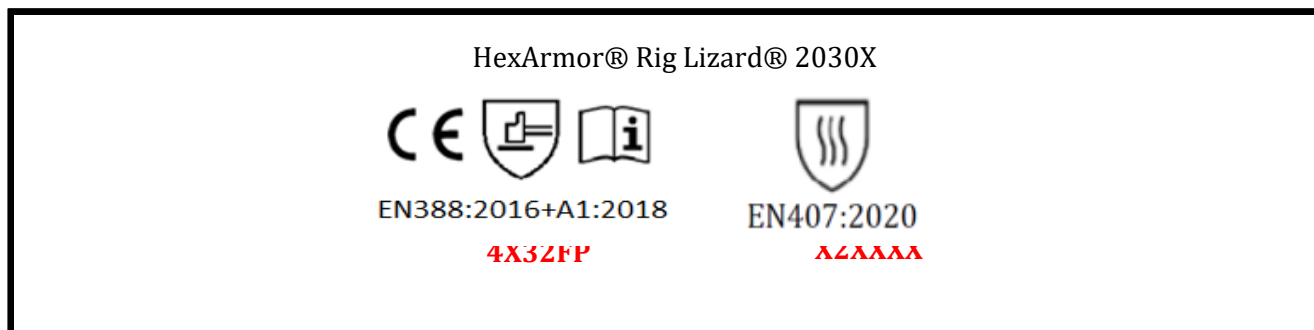 HexArmor® Rig Lizard® 2030X
CE i
EN388:2016+A1:2018 EN407:2020
4X32FP X2XXXX